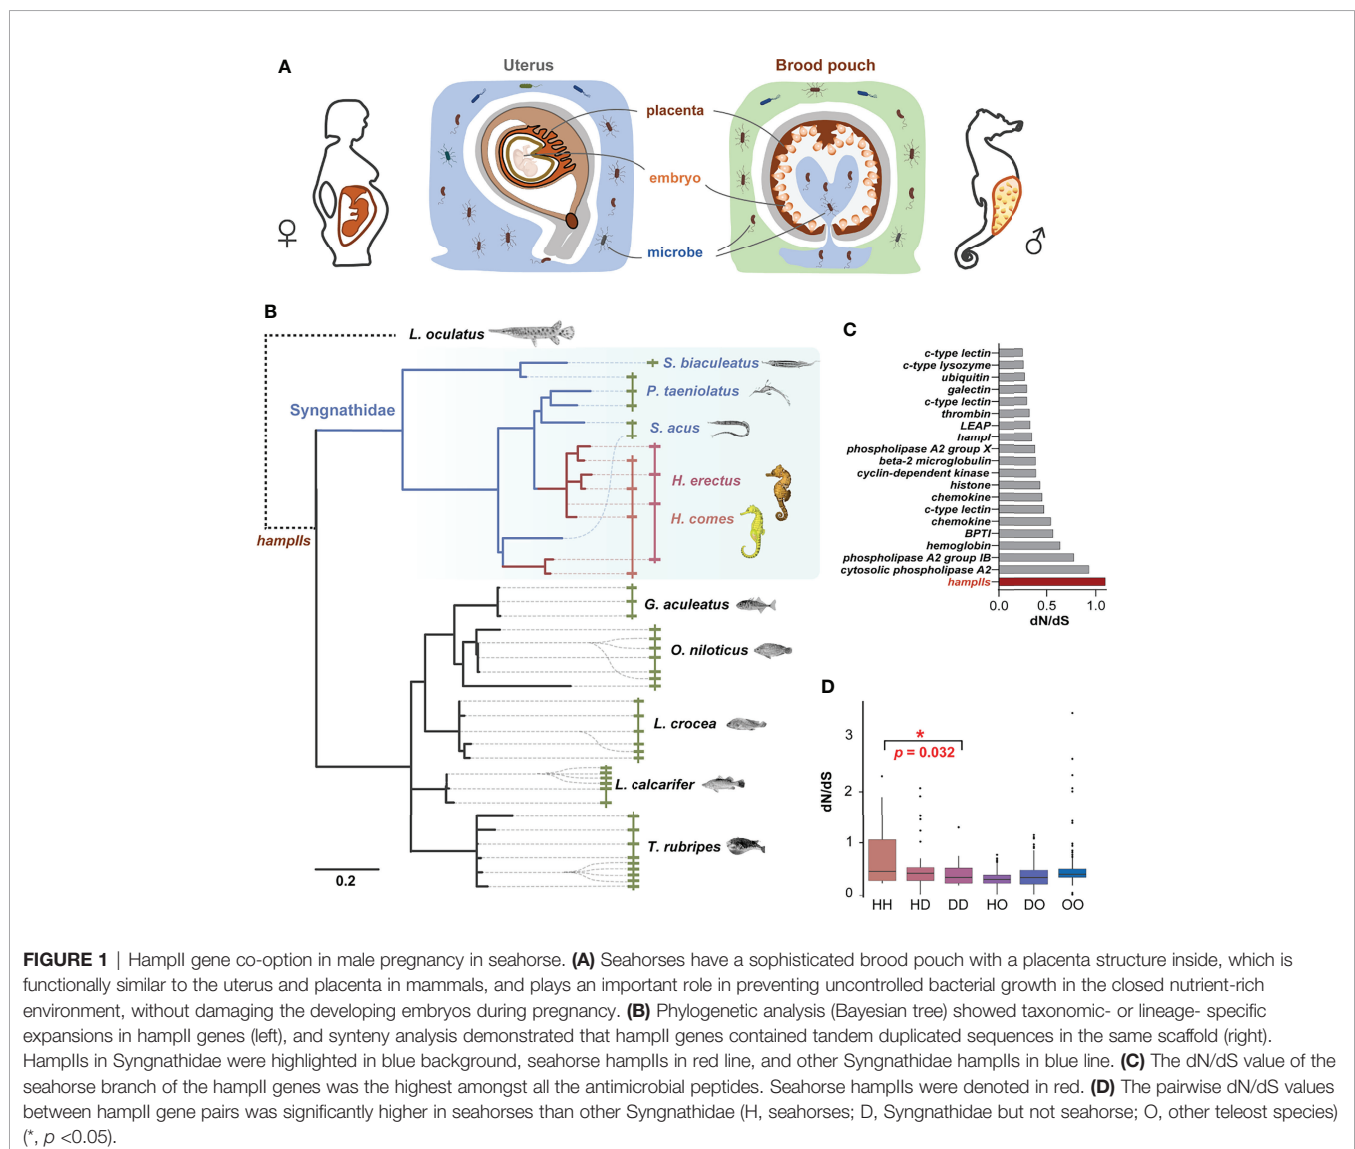 A
Uterus
Brood pouch
placenta
embryo
microbe
♀
♂
B
L. oculatus
S. biaculeatus
P. taeniolatus
Syngnathidae
S. acus
H. erectus
H. comes
hampIIs
G. aculeatus
O. niloticus
L. crocea
L. calcarifer
T. rubripes
0.2
C
c-type lectin
c-type lysozyme
ubiquitin
galectin
c-type lectin
thrombin
LEAP
hampI
phospholipase A2 group X
beta-2 microglobulin
cyclin-dependent kinase
histone
chemokine
c-type lectin
chemokine
BPTI
hemoglobin
phospholipase A2 group IB
cytosolic phospholipase A2
hampIIs
0.0 0.5 1.0
dN/dS
D
dN/dS
3
2
1
0
*
p = 0.032
HH HD DD HO DO OO
FIGURE 1 | HampII gene co-option in male pregnancy in seahorse. (A) Seahorses have a sophisticated brood pouch with a placenta structure inside, which is
functionally similar to the uterus and placenta in mammals, and plays an important role in preventing uncontrolled bacterial growth in the closed nutrient-rich
environment, without damaging the developing embryos during pregnancy. (B) Phylogenetic analysis (Bayesian tree) showed taxonomic- or lineage- specific
expansions in hampII genes (left), and synteny analysis demonstrated that hampII genes contained tandem duplicated sequences in the same scaffold (right).
HampIIs in Syngnathidae were highlighted in blue background, seahorse hampIIs in red line, and other Syngnathidae hampIIs in blue line. (C) The dN/dS value of the
seahorse branch of the hampII genes was the highest amongst all the antimicrobial peptides. Seahorse hampIIs were denoted in red. (D) The pairwise dN/dS values
between hampII gene pairs was significantly higher in seahorses than other Syngnathidae (H, seahorses; D, Syngnathidae but not seahorse; O, other teleost species)
(*, p <0.05).